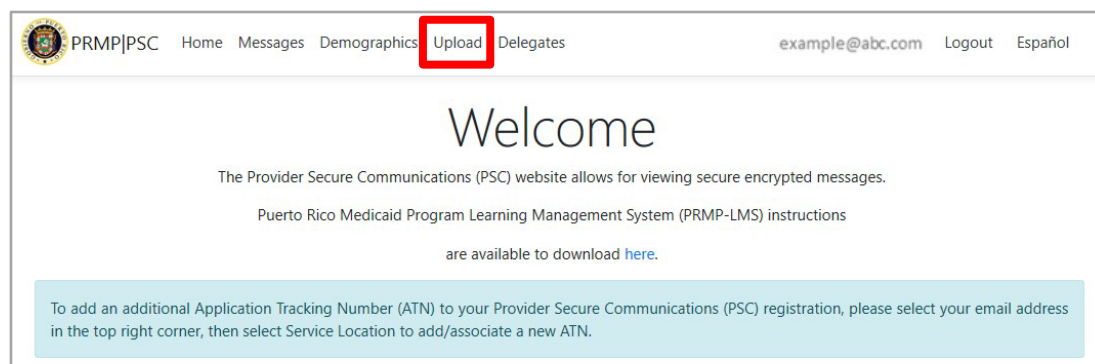 PRMP|PSC Home Messages Demographics Upload Delegates example@abc.com Logout Español
Welcome
The Provider Secure Communications (PSC) website allows for viewing secure encrypted messages.
Puerto Rico Medicaid Program Learning Management System (PRMP-LMS) instructions
are available to download here.
To add an additional Application Tracking Number (ATN) to your Provider Secure Communications (PSC) registration, please select your email address
in the top right corner, then select Service Location to add/associate a new ATN.